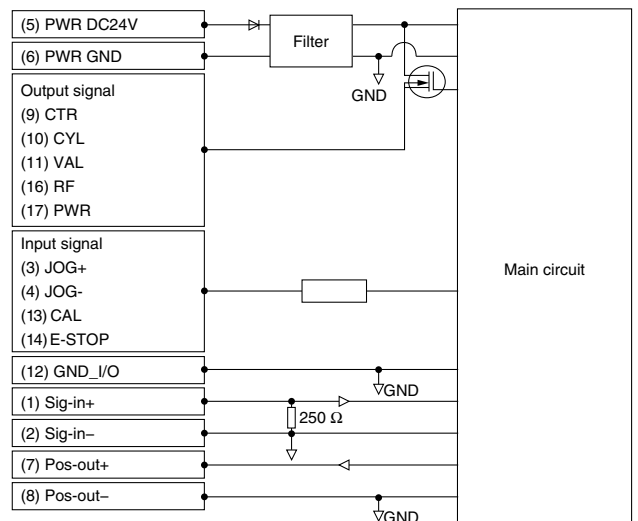 (5) PWR DC24V
Filter
(6) PWR GND
GND
Output signal
(9) CTR
(10) CYL
(11) VAL
(16) RF
(17) PWR
Input signal
(3) JOG+
(4) JOG-
(13) CAL
(14) E-STOP
Main circuit
(12) GND_I/O
GND
(1) Sig-in+
250 Ω
(2) Sig-in–
(7) Pos-out+
(8) Pos-out–
GND